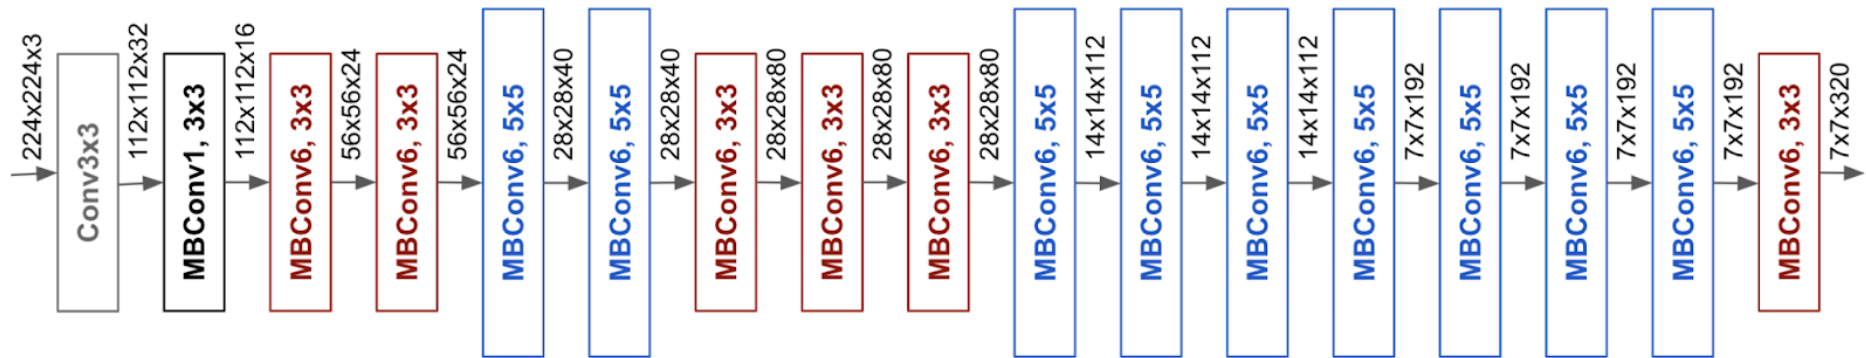 224x224x3
Conv3x3
112x112x32
MBConv1, 3x3
112x112x16
MBConv6, 3x3
56x56x24
MBConv6, 3x3
56x56x24
MBConv6, 5x5
28x28x40
MBConv6, 5x5
28x28x40
MBConv6, 3x3
28x28x80
MBConv6, 3x3
28x28x80
MBConv6, 3x3
28x28x80
MBConv6, 5x5
14x14x112
MBConv6, 5x5
14x14x112
MBConv6, 5x5
14x14x112
MBConv6, 5x5
7x7x192
MBConv6, 5x5
7x7x192
MBConv6, 5x5
7x7x192
MBConv6, 5x5
7x7x192
MBConv6, 3x3
7x7x320